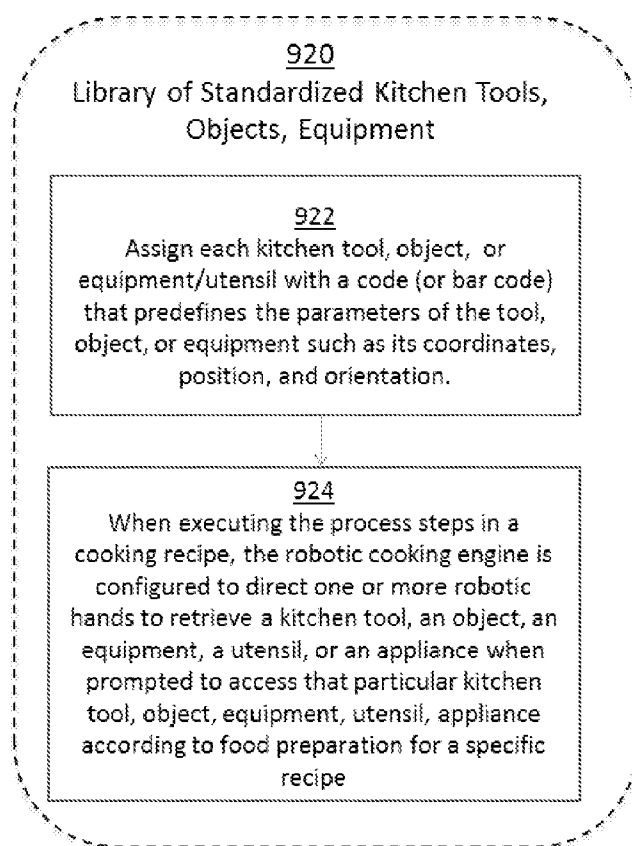 920
Library of Standardized Kitchen Tools,
Objects, Equipment
922
Assign each kitchen tool, object, or
equipment/utensil with a code (or bar code)
that predefines the parameters of the tool,
object, or equipment such as its coordinates,
position, and orientation.
924
When executing the process steps in a
cooking recipe, the robotic cooking engine is
configured to direct one or more robotic
hands to retrieve a kitchen tool, an object, an
equipment, a utensil, or an appliance when
prompted to access that particular kitchen
tool, object, equipment, utensil, appliance
according to food preparation for a specific
recipe